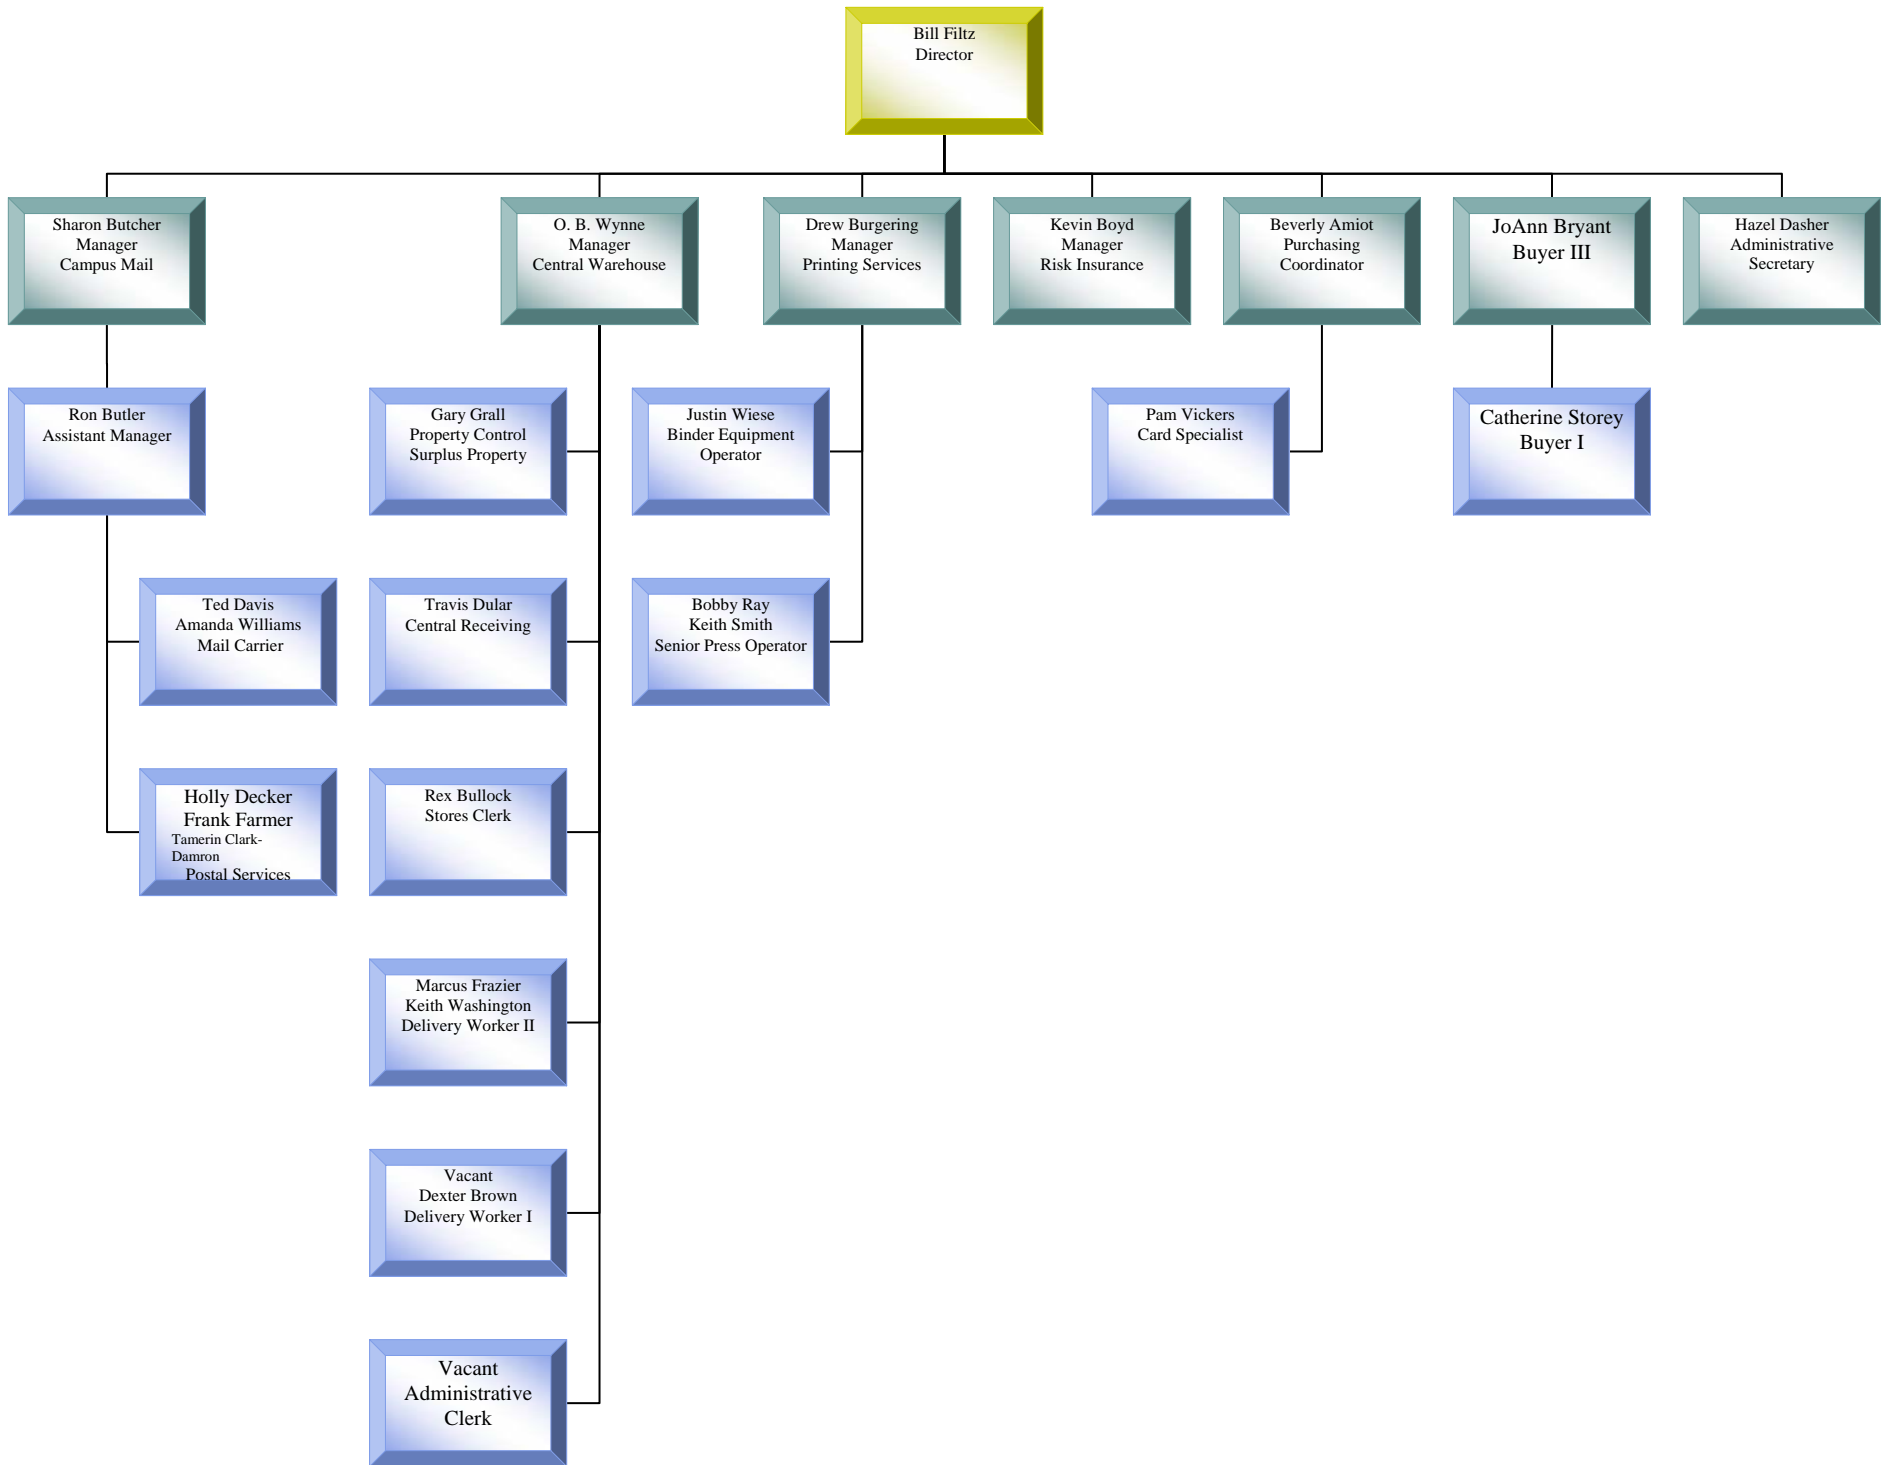 Bill Filtz
Director
Sharon Butcher
Manager
Campus Mail
O. B. Wynne
Manager
Central Warehouse
Drew Burgering
Manager
Printing Services
Kevin Boyd
Manager
Risk Insurance
Beverly Amiot
Purchasing
Coordinator
JoAnn Bryant
Buyer III
Hazel Dasher
Administrative
Secretary
Ron Butler
Assistant Manager
Gary Grall
Property Control
Surplus Property
Justin Wiese
Binder Equipment
Operator
Pam Vickers
Card Specialist
Catherine Storey
Buyer I
Ted Davis
Amanda Williams
Mail Carrier
Travis Dular
Central Receiving
Bobby Ray
Keith Smith
Senior Press Operator
Holly Decker
Frank Farmer
Tamerin Clark-
Damron
Postal Services
Rex Bullock
Stores Clerk
Marcus Frazier
Keith Washington
Delivery Worker II
Vacant
Dexter Brown
Delivery Worker I
Vacant
Administrative
Clerk